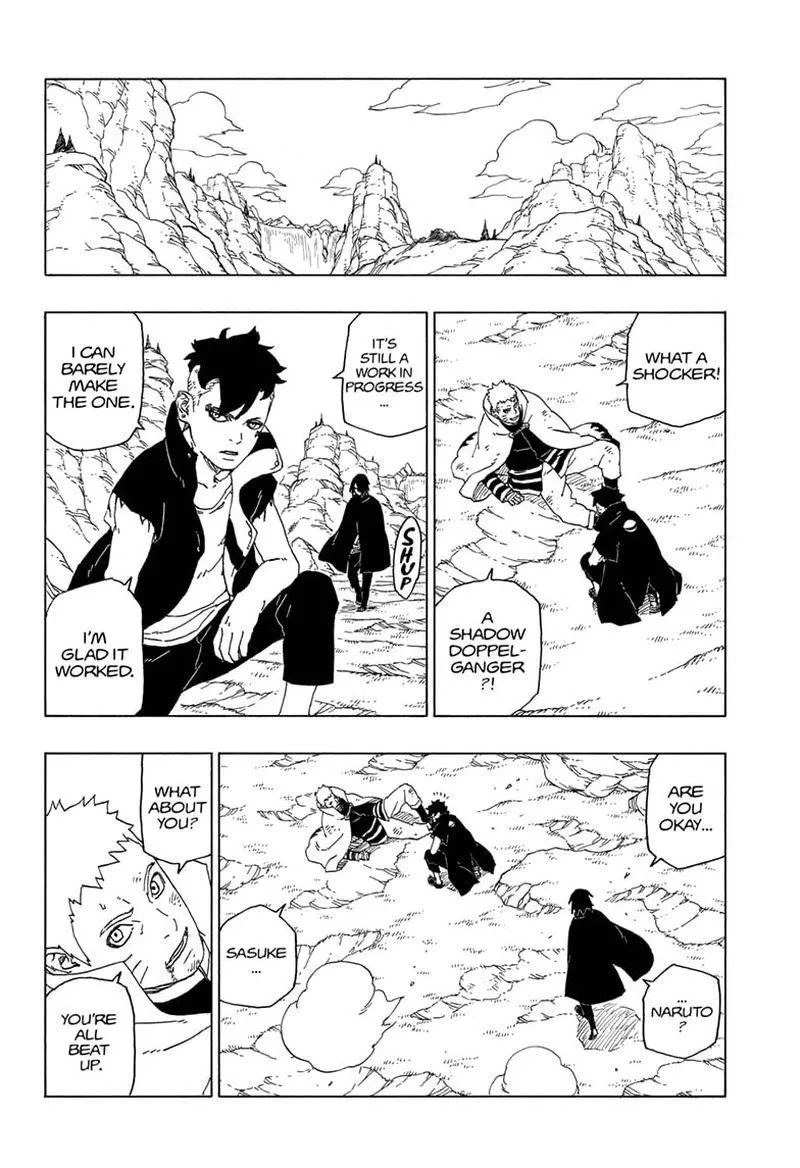 WHAT A
SHOCKER!
A
SHADOW
DOPPEL-
GANGER
?!
IT'S
STILL A
WORK IN
PROGRESS
...
I CAN
BARELY
MAKE
THE ONE.
SHUP
I'M
GLAD IT
WORKED.
ARE
YOU
OKAY...
...
NARUTO
?
SASUKE
...
WHAT
ABOUT
YOU?
YOU'RE
ALL
BEAT
UP.